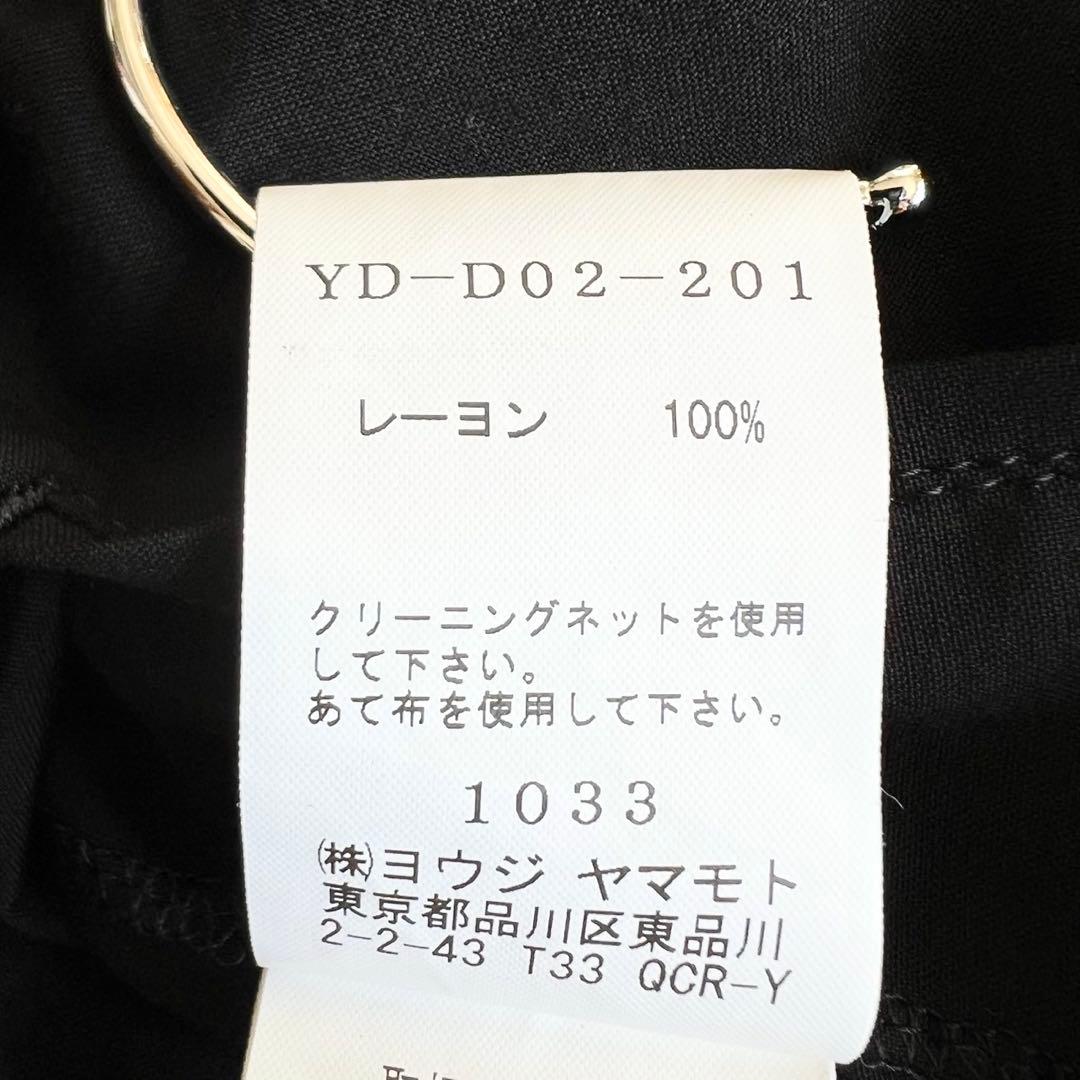 YD-D02-201
レーヨン 100%
クリーニングネットを使用
して下さい。
あて布を使用して下さい。
1033
㈱ヨウジ ヤマモト
東京都品川区東品川
2-2-43 T33 QCR-Y